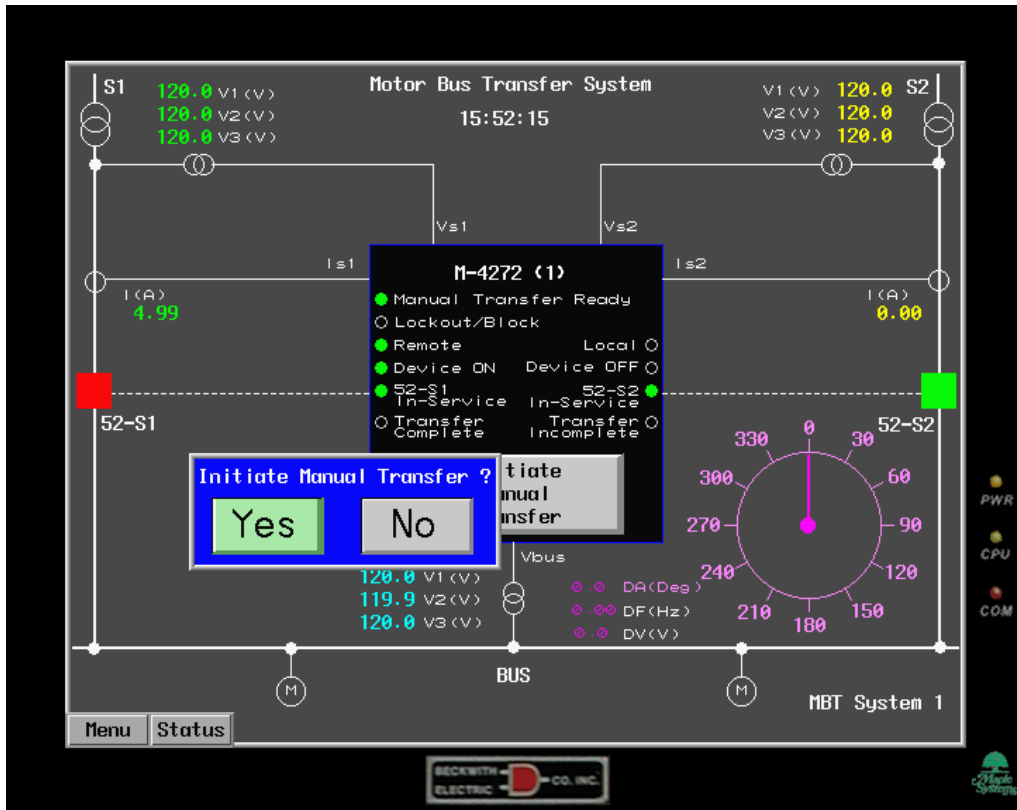 S1
120.0 V1(V)
120.0 V2(V)
120.0 V3(V)
Motor Bus Transfer System
15:52:15
V1(V) 120.0 S2
V2(V) 120.0
V3(V) 120.0
Vs1
Vs2
Is1
Is2
I(A)
4.99
I(A)
0.00
M-4272 (1)
Manual Transfer Ready
Lockout/Block
Remote Local
Device ON Device OFF
52-S1 52-S2
In-Service In-Service
Transfer Transfer
Complete Incomplete
52-S1
52-S2
Initiate Manual Transfer ?
Yes No
tiate
nual
nsfer
Vbus
120.0 V1(V)
119.9 V2(V)
120.0 V3(V)
0.0 DA(Deg)
0.00 DF(Hz)
0.0 DV(V)
0
30
60
90
120
150
180
210
240
270
300
330
BUS
M
M
MBT System 1
Menu Status
PWR
CPU
COM
BECKWITH
ELECTRIC CO. INC.
Maple
Systems